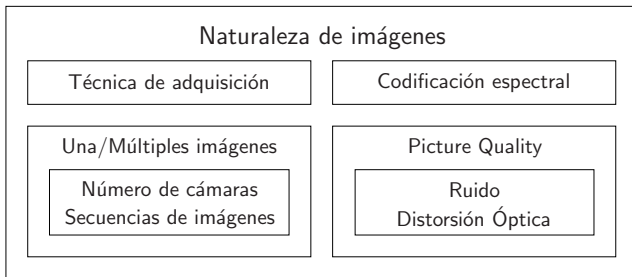 Naturaleza de imágenes
Técnica de adquisición
Codificación espectral
Una/Múltiples imágenes
Número de cámaras
Secuencias de imágenes
Picture Quality
Ruido
Distorsión Óptica